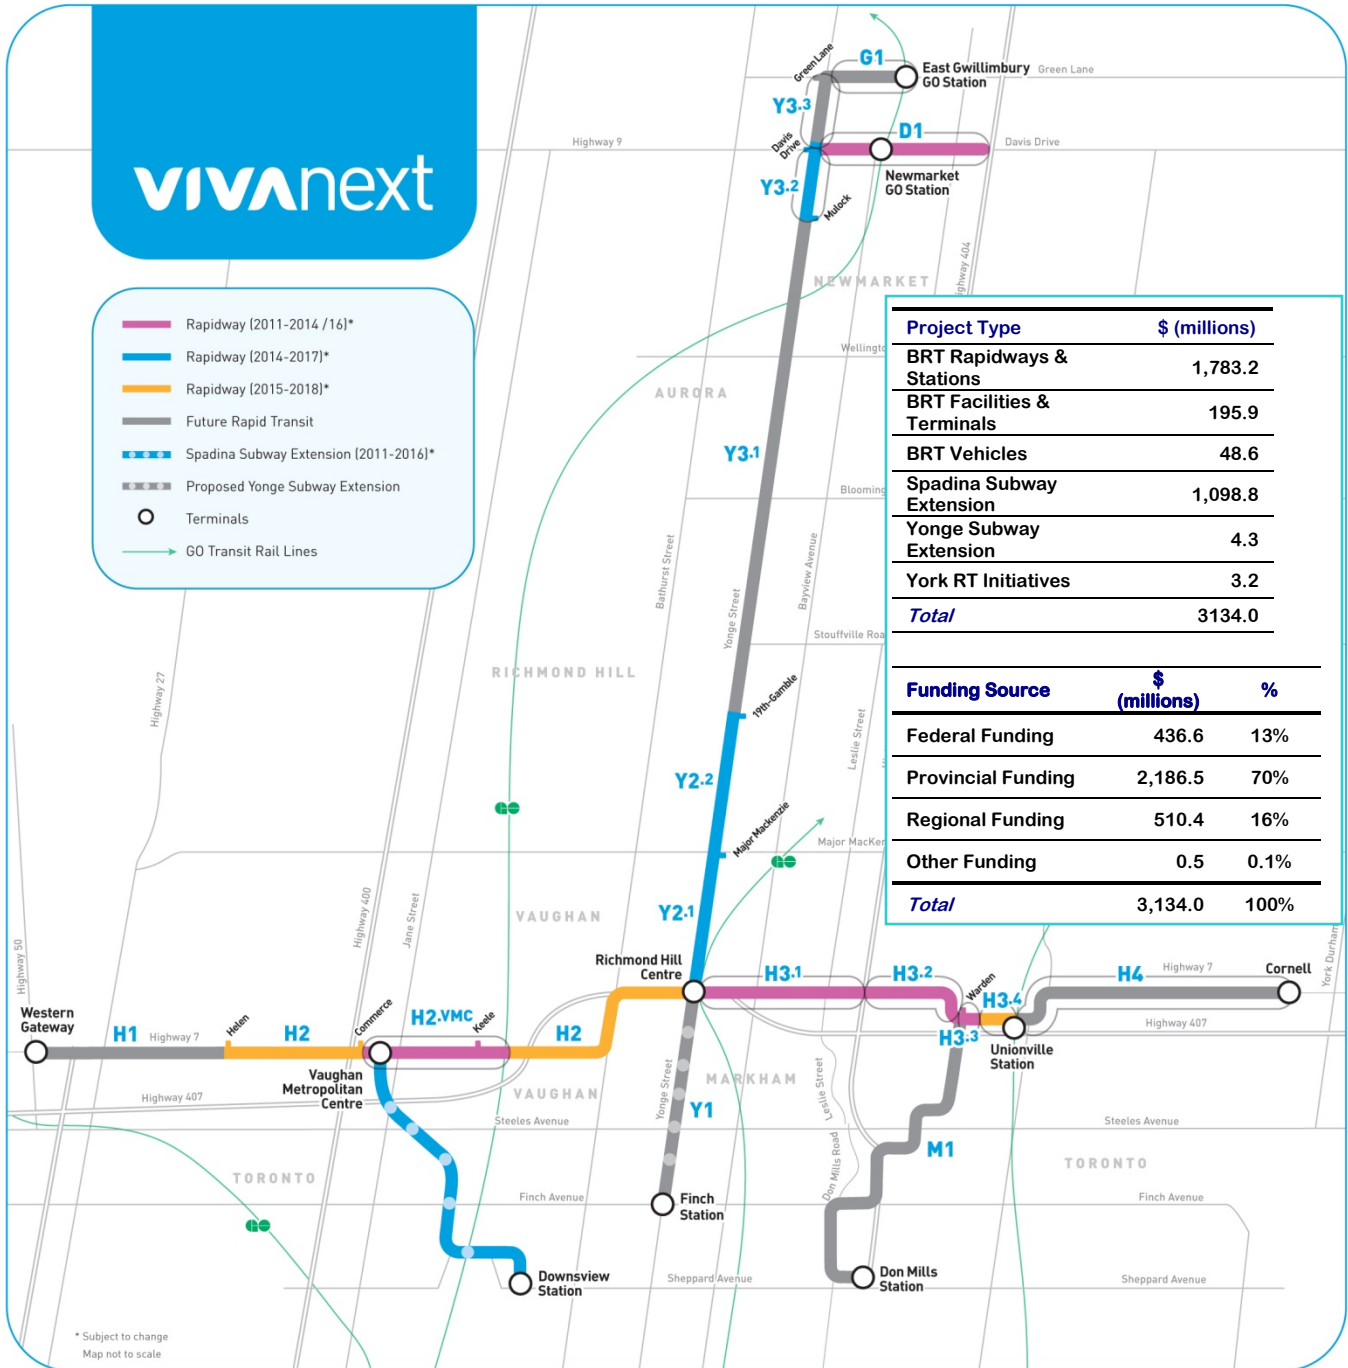 vivanext
Rapidway (2011-2014 /16)*
Rapidway (2014-2017)*
Rapidway (2015-2018)*
Future Rapid Transit
Spadina Subway Extension (2011-2016)*
Proposed Yonge Subway Extension
Terminals
GO Transit Rail Lines
Green Lane
G1
East Gwillimbury
GO Station
Green Lane
Y3.3
Highway 9
Davis
Drive
D1
Davis Drive
Newmarket
GO Station
Y3.2
Mulock
NEWMARKET
AURORA
Y3.1
Bathurst Street
Yonge Street
Bayview Avenue
RICHMOND HILL
Highway 27
19th-Gamble
Leslie Street
Y2.2
Major Mackenzie
Project Type $ (millions)
BRT Rapidways &
Stations 1,783.2
BRT Facilities &
Terminals 195.9
BRT Vehicles 48.6
Spadina Subway
Extension 1,098.8
Yonge Subway
Extension 4.3
York RT Initiatives 3.2
Total 3134.0
Funding Source $
(millions) %
Federal Funding 436.6 13%
Provincial Funding 2,186.5 70%
Regional Funding 510.4 16%
Other Funding 0.5 0.1%
Total 3,134.0 100%
Highway 400
Jane Street
VAUGHAN
Y2.1
Highway 50
Richmond Hill
Centre
H3.1
H3.2
Warden
H3.4
H4
Highway 7
Cornell
Western
Gateway
H1
Highway 7
Helen
H2
Commerce
H2.VMC
Keele
H2
H3.3
Highway 407
Unionville
Station
Vaughan
Metropolitan
Centre
Highway 407
VAUGHAN
Yonge Street
MARKHAM
Leslie Street
Y1
Steeles Avenue
Steeles Avenue
M1
TORONTO
TORONTO
Don Mills Road
Finch Avenue
Finch
Station
Finch Avenue
Downsview
Station
Sheppard Avenue
Don Mills
Station
Sheppard Avenue
* Subject to change
Map not to scale